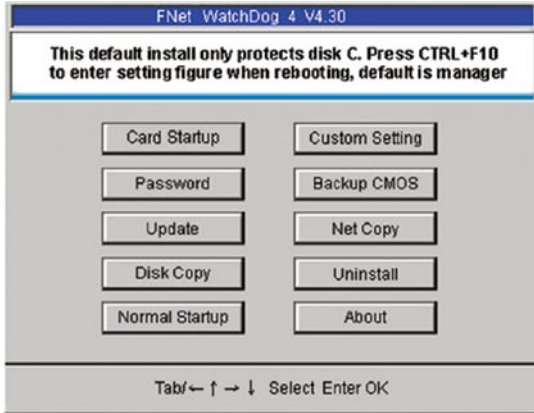 FNet WatchDog 4 V4.30
This default install only protects disk C. Press CTRL+F10
to enter setting figure when rebooting, default is manager
Card Startup
Custom Setting
Password
Backup CMOS
Update
Net Copy
Disk Copy
Uninstall
Normal Startup
About
Tab/← ↑ → ↓ Select Enter OK